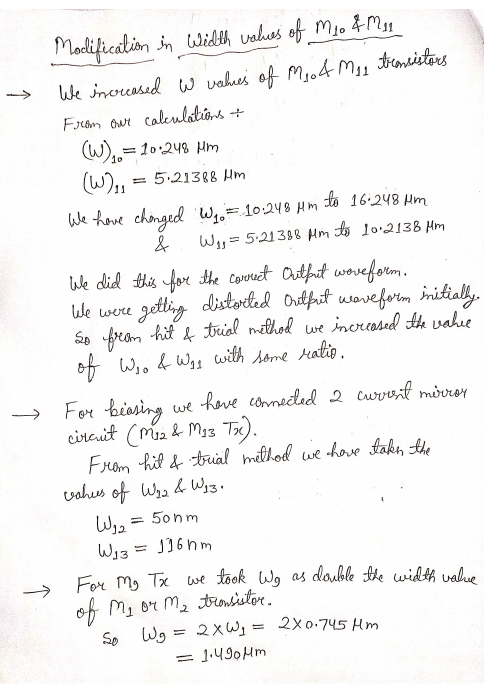 Modification in Width values of M10 & M11
→ We increased W values of M10 & M11 transistors
From our calculations ÷
(W)10 = 10.248 µm
(W)11 = 5.21388 µm
We have changed W10 = 10.248 µm to 16.248 µm
& W11 = 5.21388 µm to 10.2138 µm
We did this for the correct Output waveform.
We were getting distorted Output waveform initially.
So from hit & trial method we increased the value
of W10 & W11 with some ratio.
→ For biasing we have connected 2 current mirror
circuit (M12 & M13 Tx).
From hit & trial method we have taken the
values of W12 & W13.
W12 = 50nm
W13 = 116nm
→ For M9 Tx we took W9 as double the width value
of M1 or M2 transistor.
So W9 = 2×W1 = 2×0.745 µm
= 1.490µm